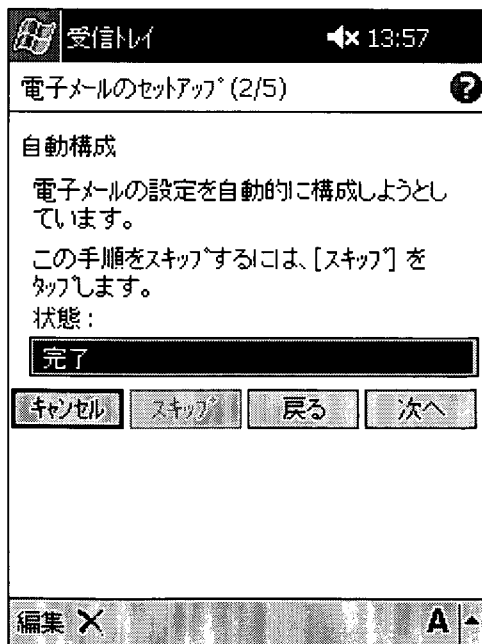 受信トレイ 13:57
電子メールのセットアップ(2/5)
自動構成
電子メールの設定を自動的に構成しようとし
ています。
この手順をスキップするには、[スキップ] を
タップします。
状態:
完了
キャンセル スキップ 戻る 次へ
編集 A